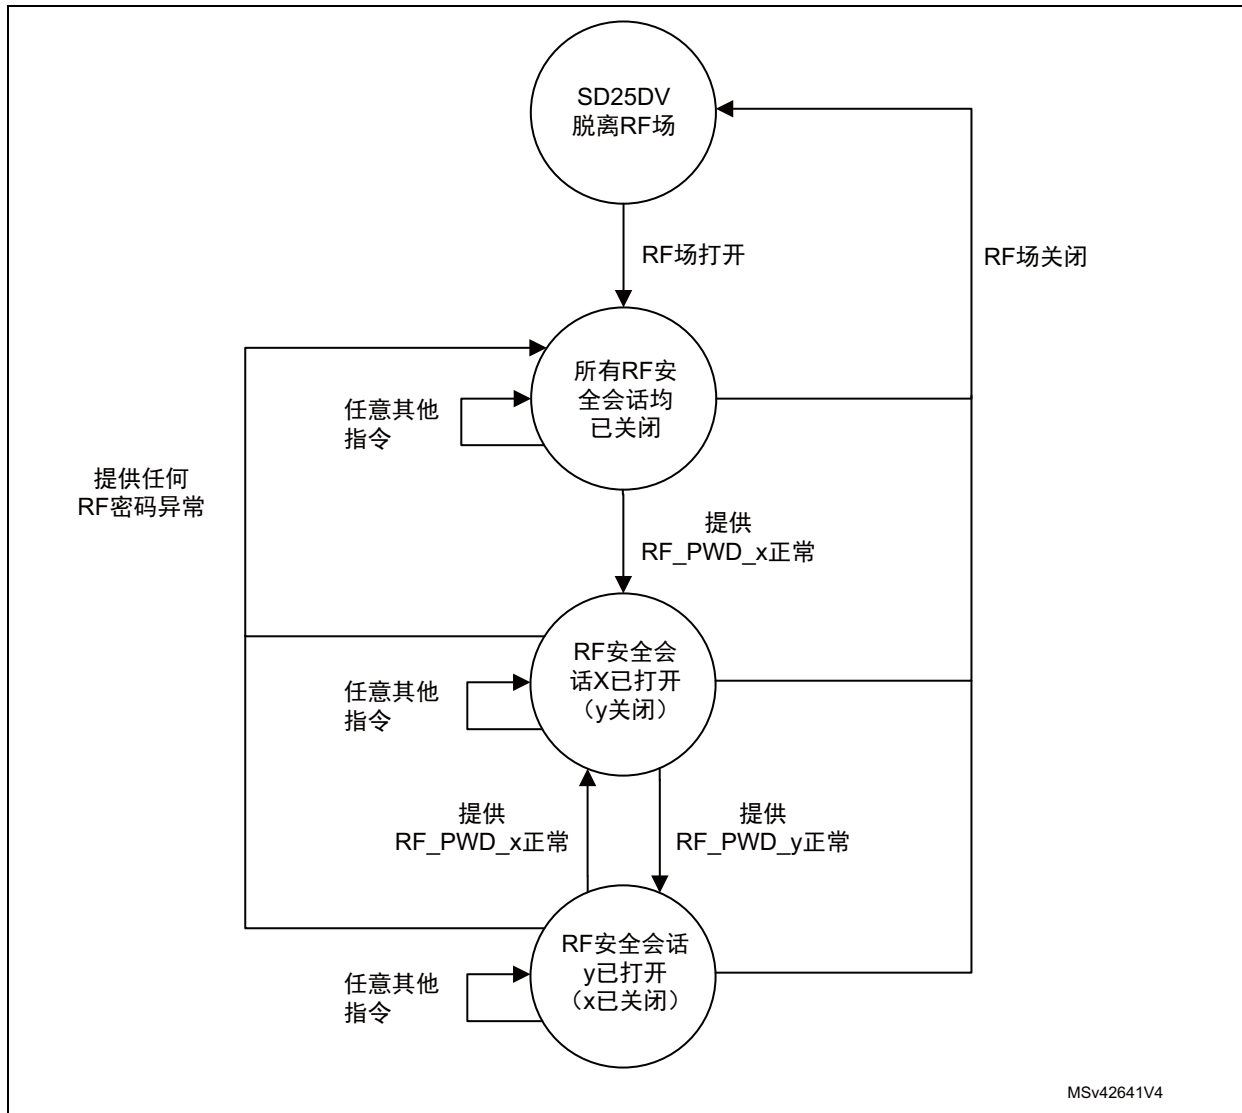 SD25DV
脱离RF场
RF场打开
RF场关闭
所有RF安
全会话均
已关闭
任意其他
指令
提供任何
RF密码异常
提供
RF_PWD_x正常
RF安全会
话X已打开
（y关闭）
任意其他
指令
提供
RF_PWD_x正常
提供
RF_PWD_y正常
RF安全会话
y已打开
（x已关闭）
任意其他
指令
MSv42641V4